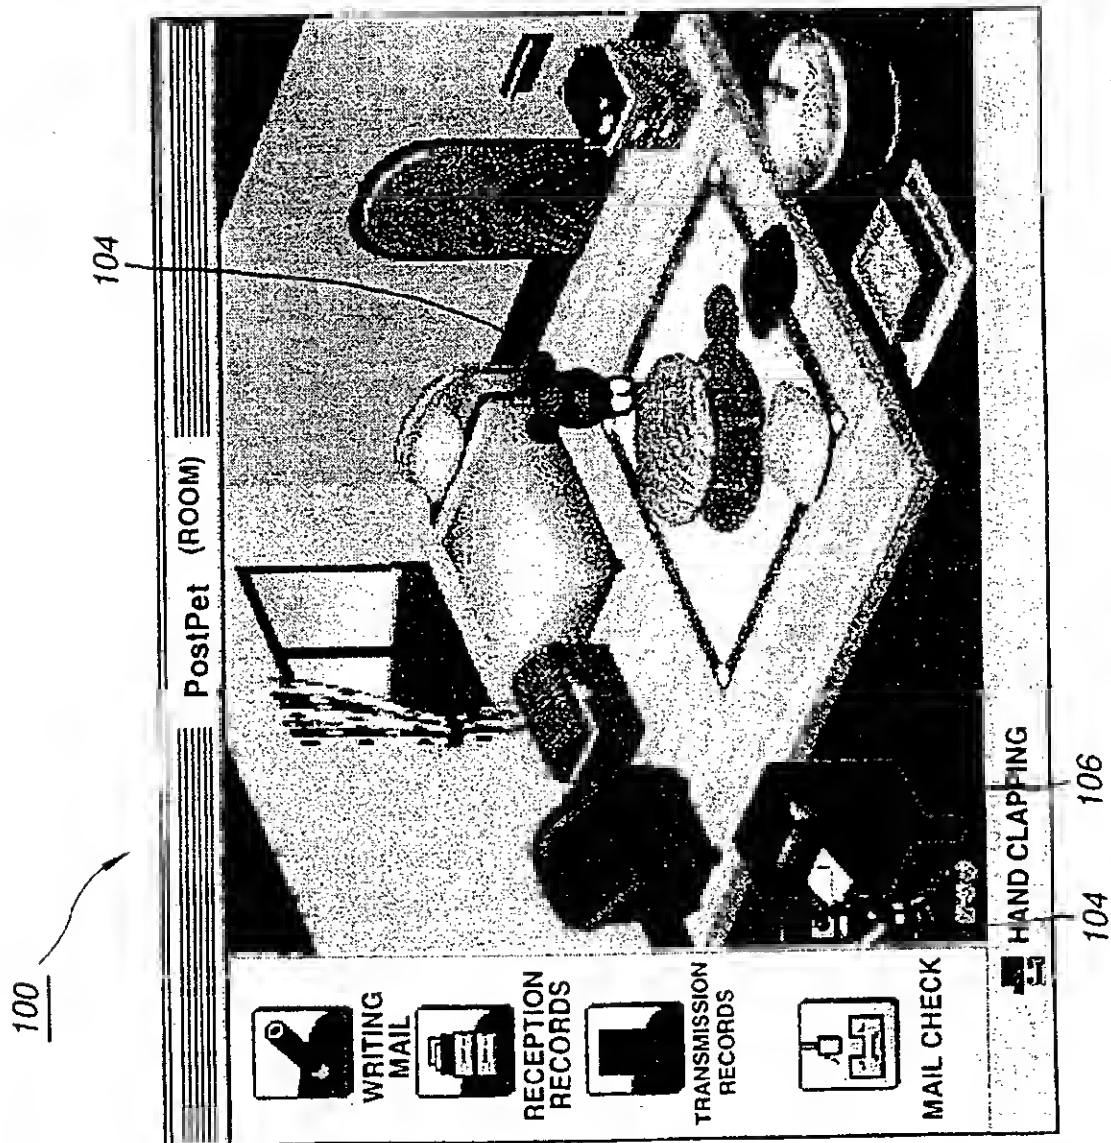 100
104
PostPet (ROOM)
WRITING
MAIL
RECEPTION
RECORDS
TRANSMISSION
RECORDS
MAIL CHECK
HAND CLAPPING
104
106